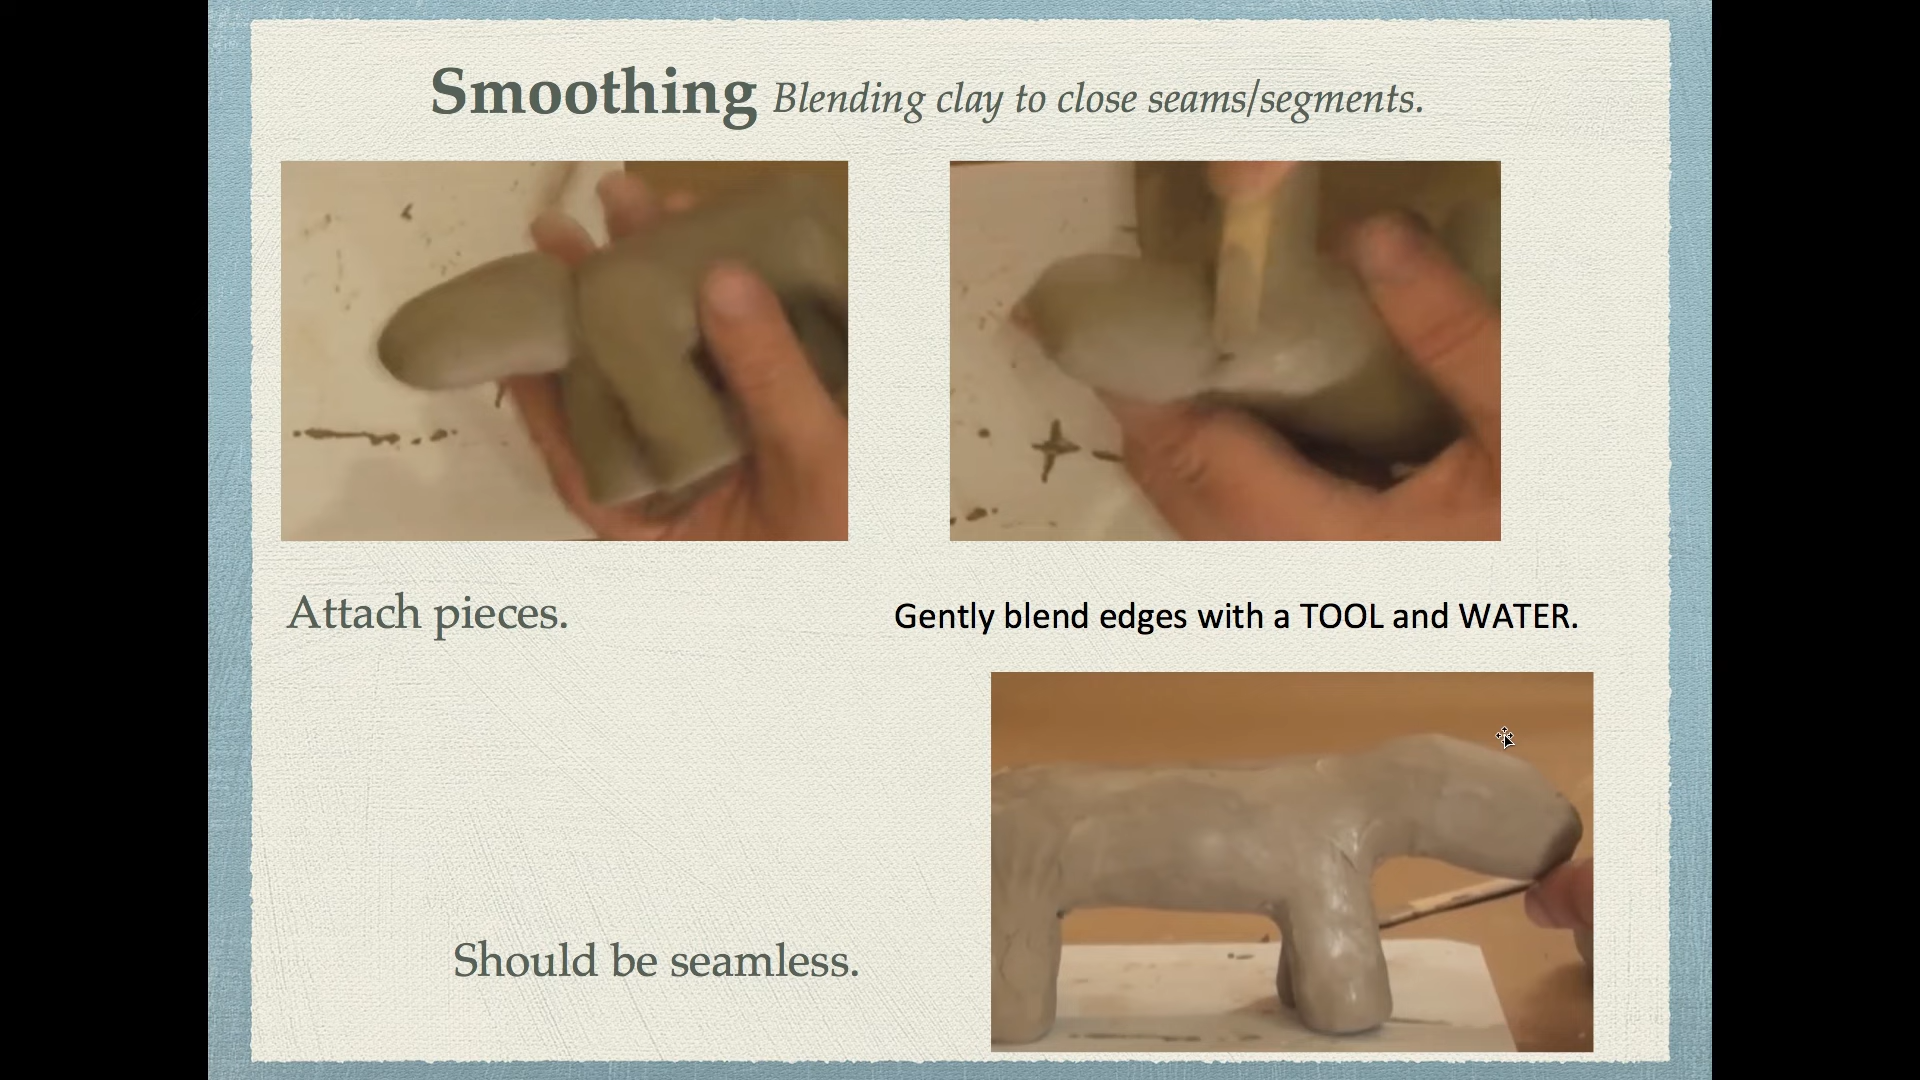 Smoothing Blending clay to close seams/segments.
Attach pieces.
Gently blend edges with a TOOL and WATER.
Should be seamless.